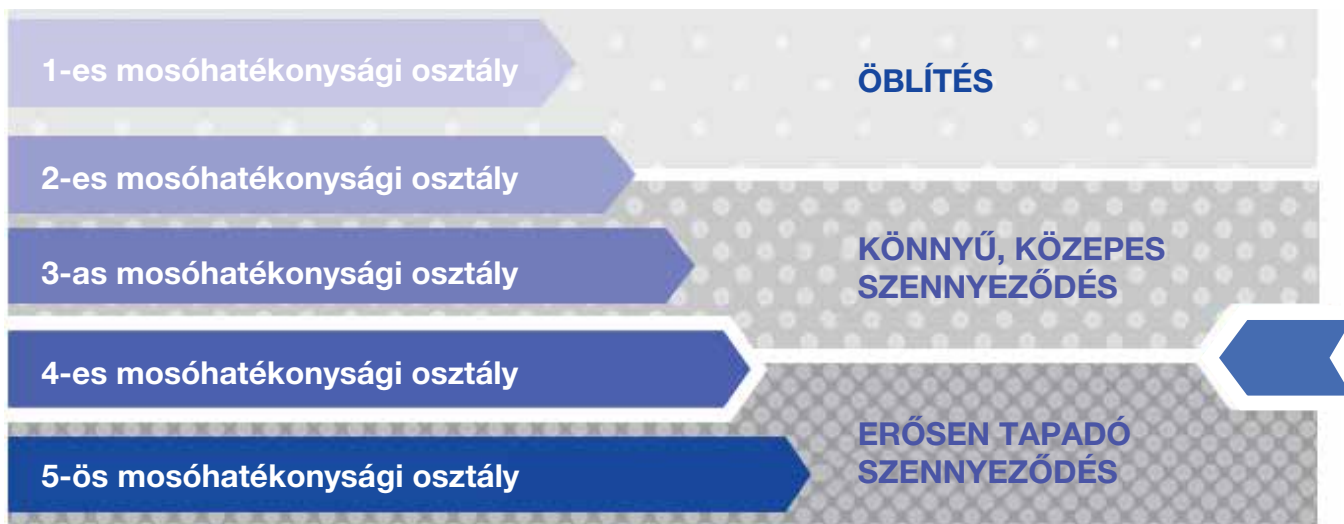 1-es mosóhatékonysági osztály
ÖBLÍTÉS
2-es mosóhatékonysági osztály
3-as mosóhatékonysági osztály
KÖNNYŰ, KÖZEPES
SZENNYEZŐDÉS
4-es mosóhatékonysági osztály
5-ös mosóhatékonysági osztály
ERŐSEN TAPADÓ
SZENNYEZŐDÉS